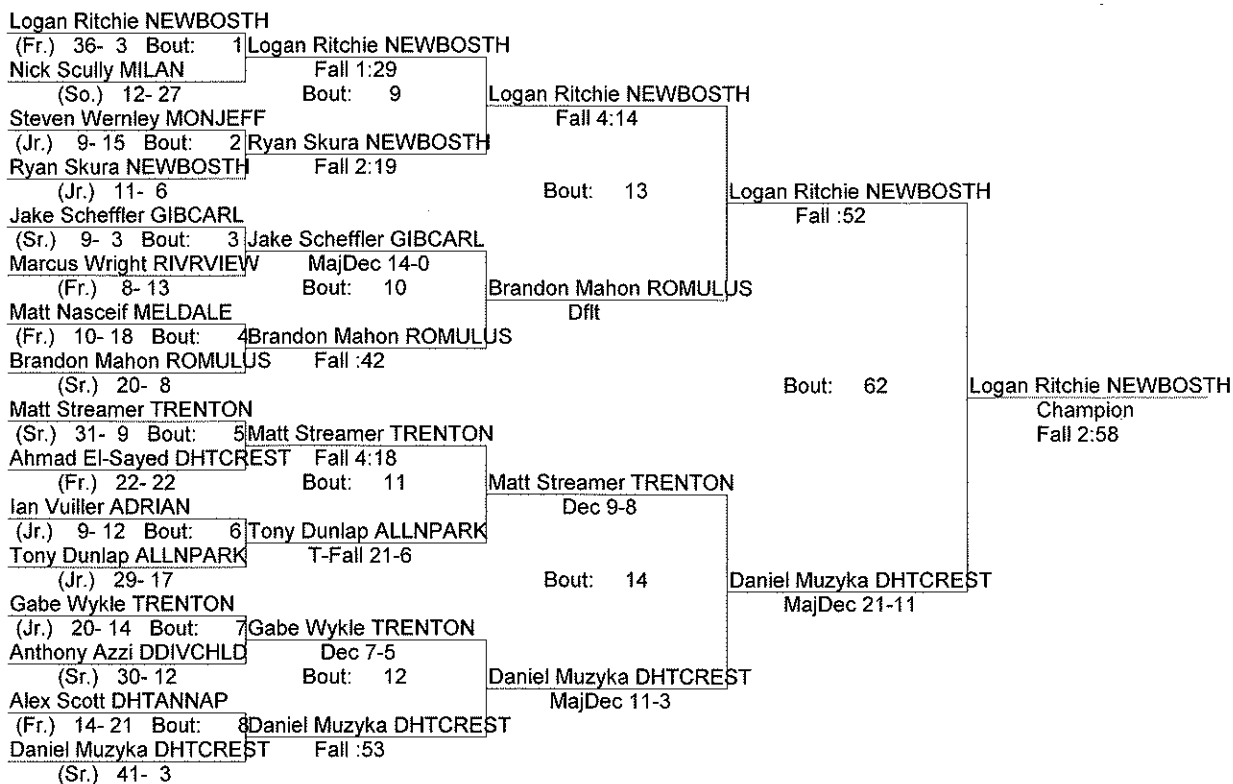 Logan Ritchie NEWBOSTH
(Fr.) 36- 3 Bout: 1 Logan Ritchie NEWBOSTH
Nick Scully MILAN Fall 1:29
(So.) 12- 27 Bout: 9 Logan Ritchie NEWBOSTH
Steven Wernley MONJEFF Fall 4:14
(Jr.) 9- 15 Bout: 2 Ryan Skura NEWBOSTH
Ryan Skura NEWBOSTH Fall 2:19
(Jr.) 11- 6 Bout: 13 Logan Ritchie NEWBOSTH
Jake Scheffler GIBCARL Fall :52
(Sr.) 9- 3 Bout: 3 Jake Scheffler GIBCARL
Marcus Wright RIVRVIEW MajDec 14-0
(Fr.) 8- 13 Bout: 10 Brandon Mahon ROMULUS
Matt Nasceif MELDALE Dflt
(Fr.) 10- 18 Bout: 4 Brandon Mahon ROMULUS
Brandon Mahon ROMULUS Fall :42
(Sr.) 20- 8 Bout: 62 Logan Ritchie NEWBOSTH
Matt Streamer TRENTON Champion
(Sr.) 31- 9 Bout: 5 Matt Streamer TRENTON Fall 2:58
Ahmad El-Sayed DHTCREST Fall 4:18
(Fr.) 22- 22 Bout: 11 Matt Streamer TRENTON
Ian Vuiller ADRIAN Dec 9-8
(Jr.) 9- 12 Bout: 6 Tony Dunlap ALLNPARK
Tony Dunlap ALLNPARK T-Fall 21-6
(Jr.) 29- 17 Bout: 14 Daniel Muzyka DHTCREST
Gabe Wykle TRENTON MajDec 21-11
(Jr.) 20- 14 Bout: 7 Gabe Wykle TRENTON
Anthony Azzi DDIVCHLD Dec 7-5
(Sr.) 30- 12 Bout: 12 Daniel Muzyka DHTCREST
Alex Scott DHTANNAP MajDec 11-3
(Fr.) 14- 21 Bout: 8 Daniel Muzyka DHTCREST
Daniel Muzyka DHTCREST Fall :53
(Sr.) 41- 3